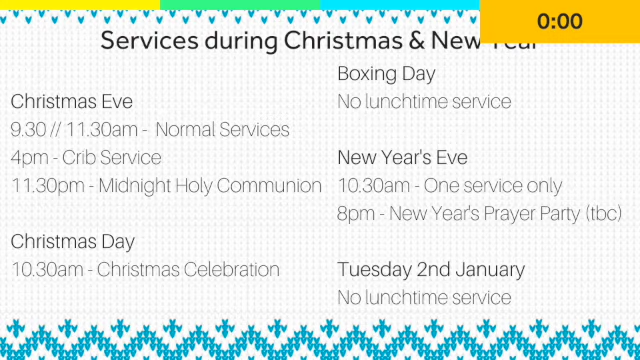 0:00
Services during Christmas & New Year
Christmas Eve
9.30 // 11.30am - Normal Services
4pm - Crib Service
11.30pm - Midnight Holy Communion
Christmas Day
10.30am - Christmas Celebration
Boxing Day
No lunchtime service
New Year's Eve
10.30am - One service only
8pm - New Year's Prayer Party (tbc)
Tuesday 2nd January
No lunchtime service